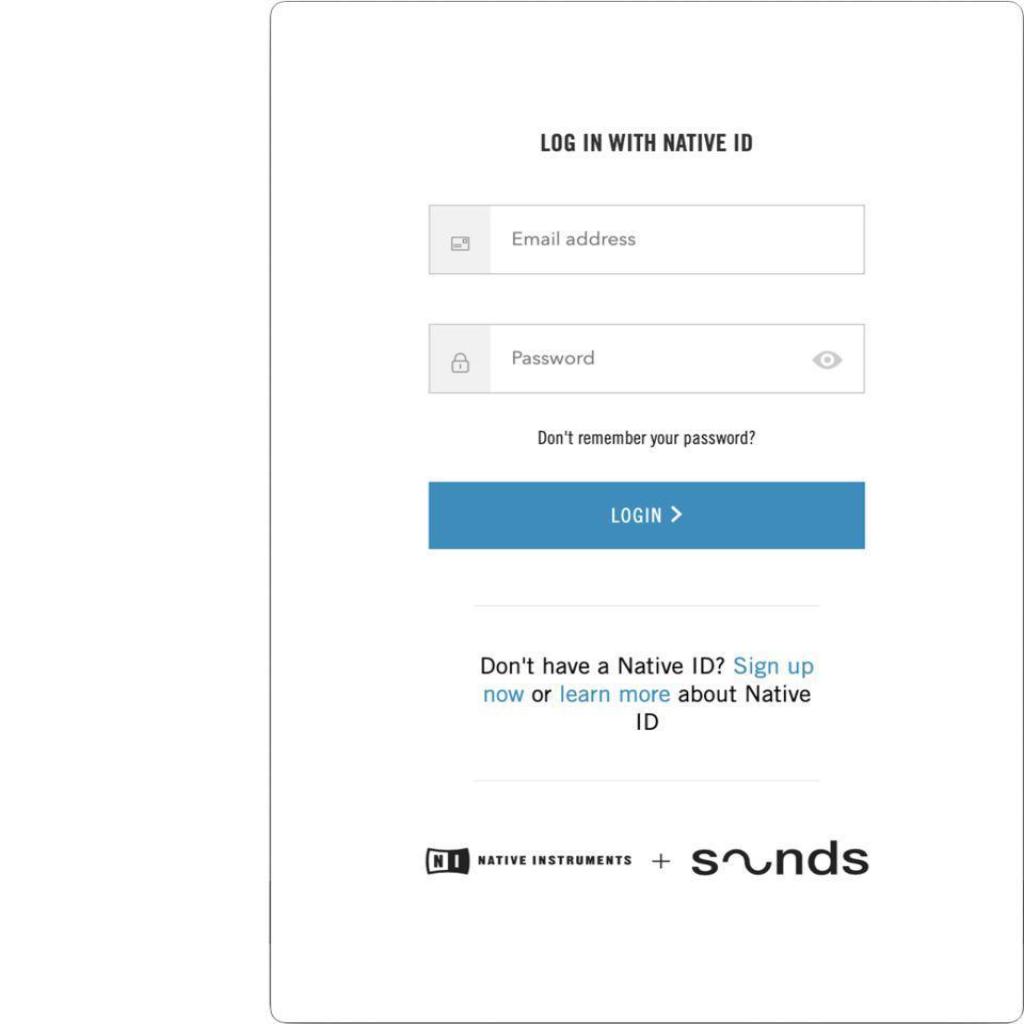 LOG IN WITH NATIVE ID
Email address
Password
Don't remember your password?
LOGIN >
Don't have a Native ID? Sign up
now or learn more about Native
ID
NI NATIVE INSTRUMENTS + sounds